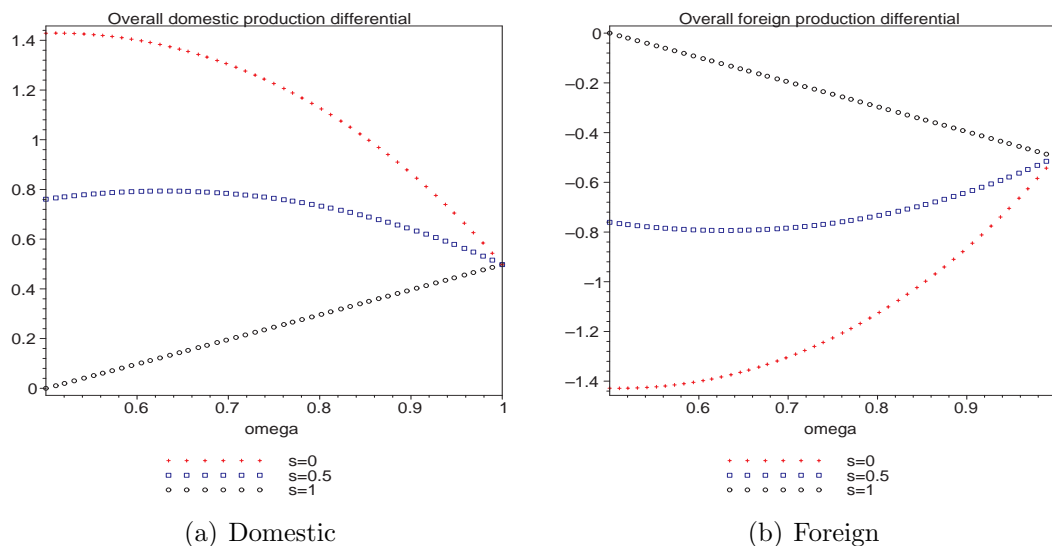 Overall domestic production differential
1.4
1.2
1
0.8
0.6
0.4
0.2
0
0.6 0.7 0.8 0.9 1
omega
s=0
s=0.5
s=1
(a) Domestic
Overall foreign production differential
0
−0.2
−0.4
−0.6
−0.8
−1
−1.2
−1.4
0.6 0.7 0.8 0.9
omega
s=0
s=0.5
s=1
(b) Foreign